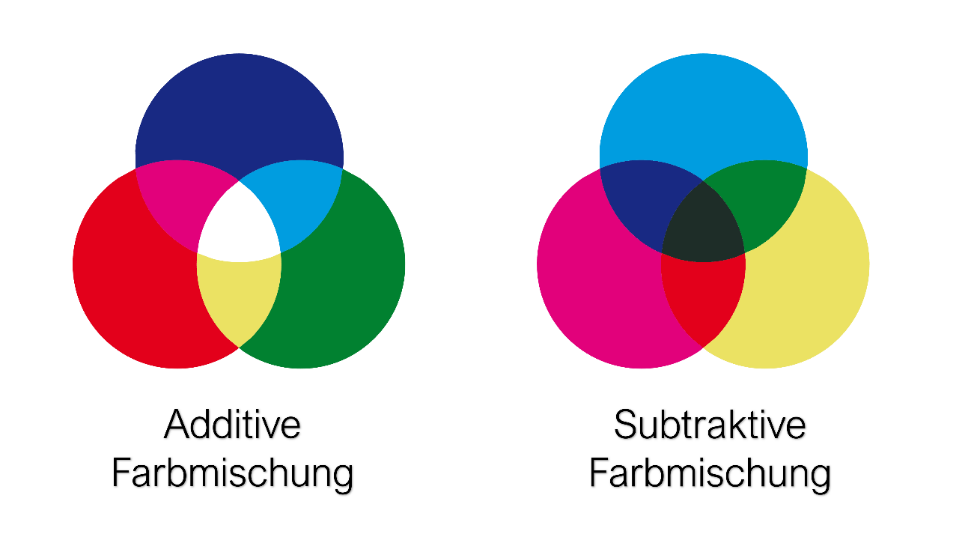 Additive
Farbmischung
Subtraktive
Farbmischung